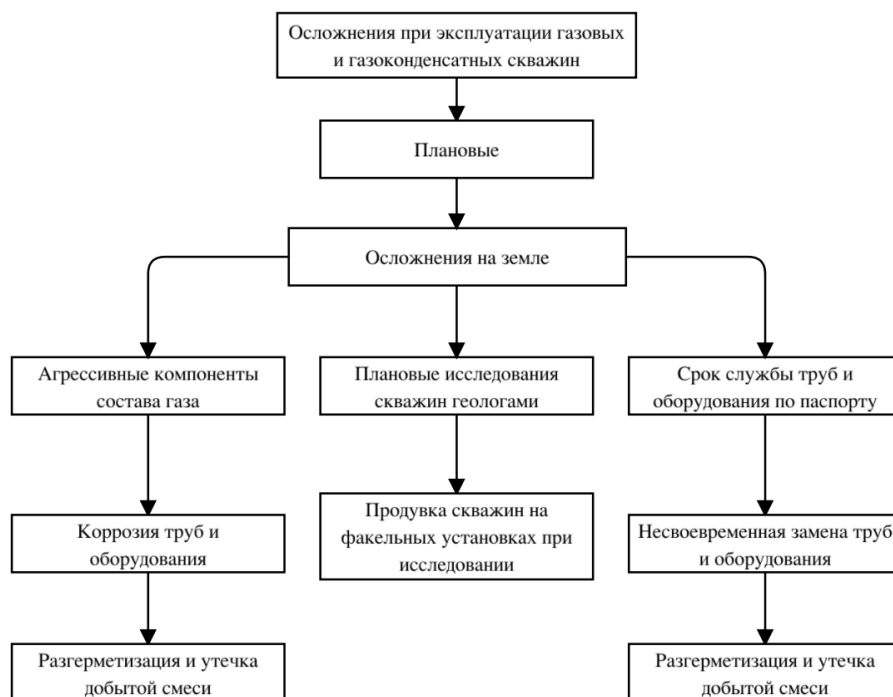 Осложнения при эксплуатации газовых
и газоконденсатных скважин
Плановые
Осложнения на земле
Агрессивные компоненты
состава газа
Плановые исследования
скважин геологами
Срок службы труб и
оборудования по паспорту
Коррозия труб и
оборудования
Продувка скважин на
факельных установках при
исследовании
Несвоевременная замена труб
и оборудования
Разгерметизация и утечка
добытой смеси
Разгерметизация и утечка
добытой смеси